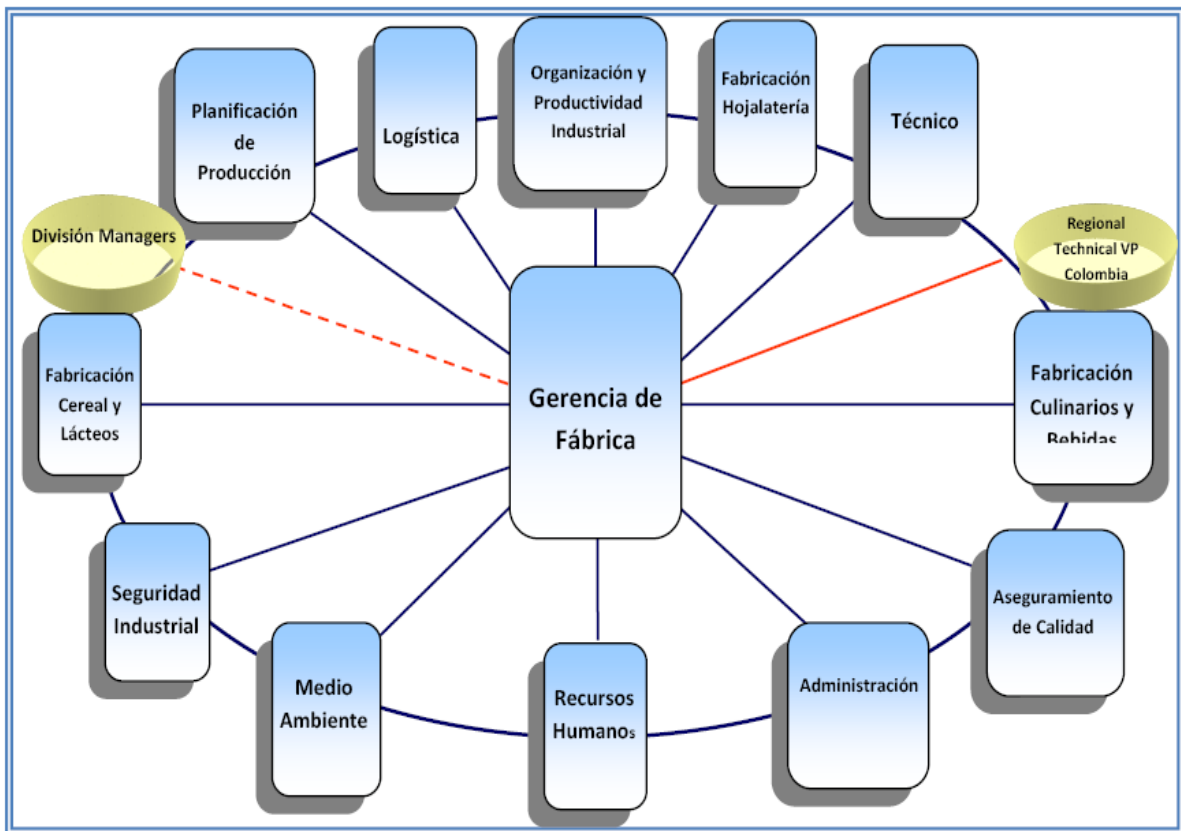 Planificación
de
Producción
Logística
Organización y
Productividad
Industrial
Fabricación
Hojalatería
Técnico
División Managers
Regional
Technical VP
Colombia
Fabricación
Cereal y
Lácteos
Gerencia de
Fábrica
Fabricación
Culinarios y
Bebidas
Seguridad
Industrial
Medio
Ambiente
Recursos
Humanos
Administración
Aseguramiento
de Calidad